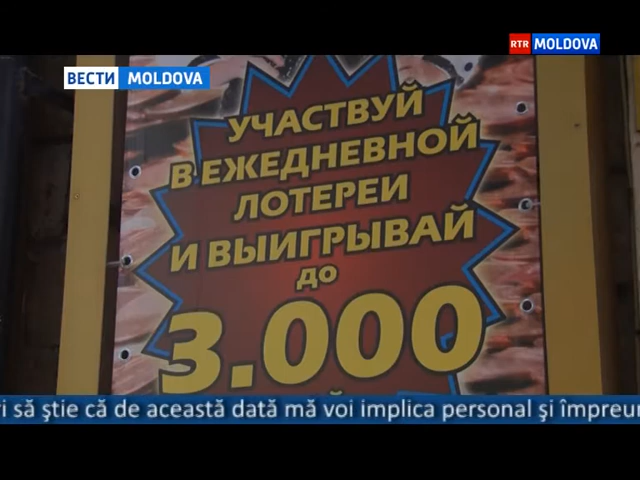 ВЕСТИ MOLDOVA
RTR MOLDOVA
УЧАСТВУЙ
В ЕЖЕДНЕВНОЙ
ЛОТЕРЕИ
И ВЫИГРЫВАЙ
ДО
3.000
ri să ştie că de această dată mă voi implica personal şi împreun